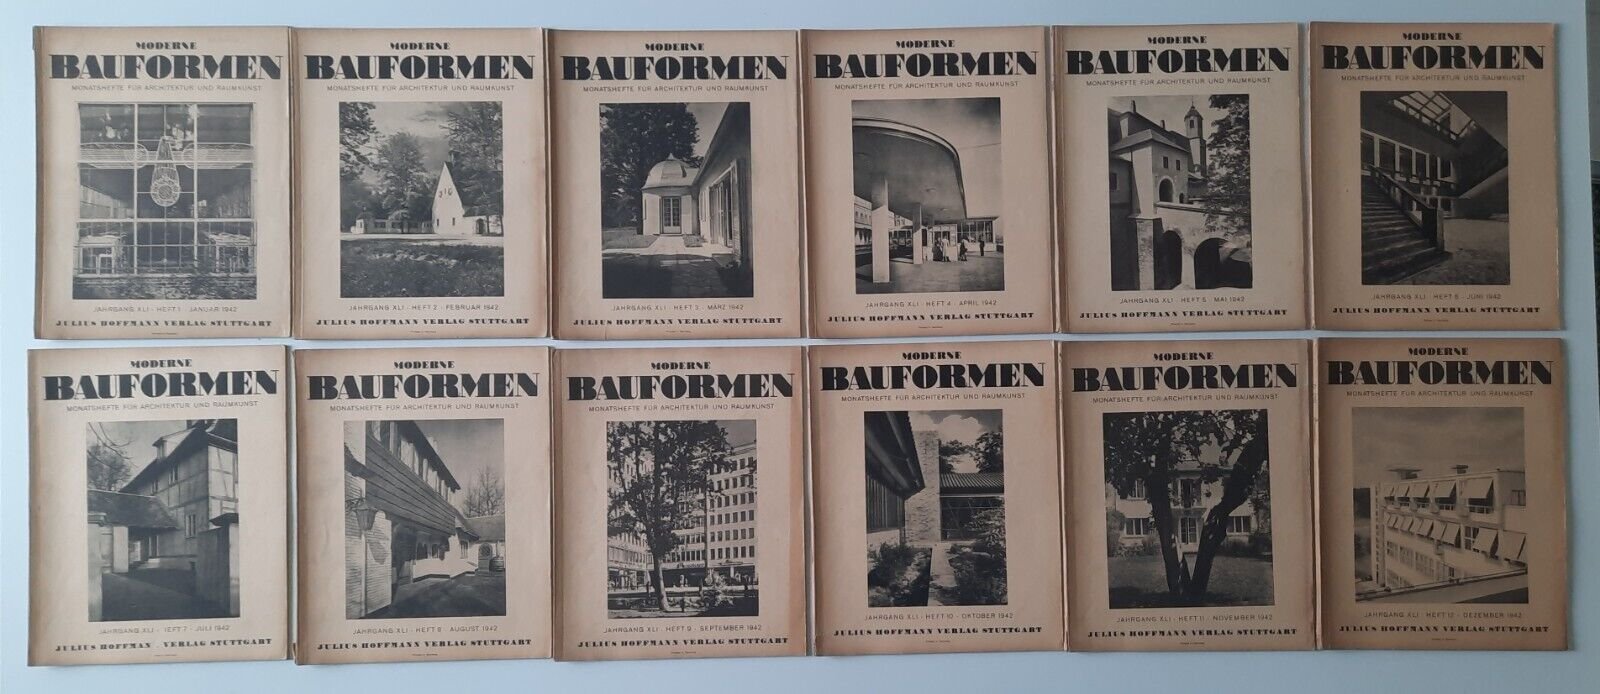 MODERNE
BAUFORMEN
MONATSHEFTE FÜR ARCHITEKTUR UND RAUMKUNST
JAHRGANG XLI · HEFT 1 · JANUAR 1942
JULIUS HOFFMANN VERLAG STUTTGART
MODERNE
BAUFORMEN
MONATSHEFTE FÜR ARCHITEKTUR UND RAUMKUNST
JAHRGANG XLI · HEFT 2 · FEBRUAR 1942
JULIUS HOFFMANN VERLAG STUTTGART
MODERNE
BAUFORMEN
MONATSHEFTE FÜR ARCHITEKTUR UND RAUMKUNST
JAHRGANG XLI · HEFT 3 · MÄRZ 1942
JULIUS HOFFMANN VERLAG STUTTGART
MODERNE
BAUFORMEN
MONATSHEFTE FÜR ARCHITEKTUR UND RAUMKUNST
JAHRGANG XLI · HEFT 4 · APRIL 1942
JULIUS HOFFMANN VERLAG STUTTGART
MODERNE
BAUFORMEN
MONATSHEFTE FÜR ARCHITEKTUR UND RAUMKUNST
JAHRGANG XLI · HEFT 5 · MAI 1942
JULIUS HOFFMANN VERLAG STUTTGART
MODERNE
BAUFORMEN
MONATSHEFTE FÜR ARCHITEKTUR UND RAUMKUNST
JAHRGANG XLI · HEFT 6 · JUNI 1942
JULIUS HOFFMANN VERLAG STUTTGART
MODERNE
BAUFORMEN
MONATSHEFTE FÜR ARCHITEKTUR UND RAUMKUNST
JAHRGANG XLI · HEFT 7 · JULI 1942
JULIUS HOFFMAN VERLAG STUTTGART
MODERNE
BAUFORMEN
MONATSHEFTE FÜR ARCHITEKTUR UND RAUMKUNST
JAHRGANG XLI · HEFT 8 · AUGUST 1942
JULIUS HOFFMANN VERLAG STUTTGART
MODERNE
BAUFORMEN
MONATSHEFTE FÜR ARCHITEKTUR UND RAUMKUNST
JAHRGANG XLI · HEFT 9 · SEPTEMBER 1942
JULIUS HOFFMANN VERLAG STUTTGART
MODERNE
BAUFORMEN
MONATSHEFTE FÜR ARCHITEKTUR UND RAUMKUNST
JAHRGANG XLI · HEFT 10 · OKTOBER 1942
JULIUS HOFFMANN VERLAG STUTTGART
MODERNE
BAUFORMEN
MONATSHEFTE FÜR ARCHITEKTUR UND RAUMKUNST
JAHRGANG XLI · HEFT 11 · NOVEMBER 1942
JULIUS HOFFMANN VERLAG STUTTGART
MODERNE
BAUFORMEN
MONATSHEFTE FÜR ARCHITEKTUR UND RAUMKUNST
JAHRGANG XLI · HEFT 12 · DEZEMBER 1942
JULIUS HOFFMANN VERLAG STUTTGART